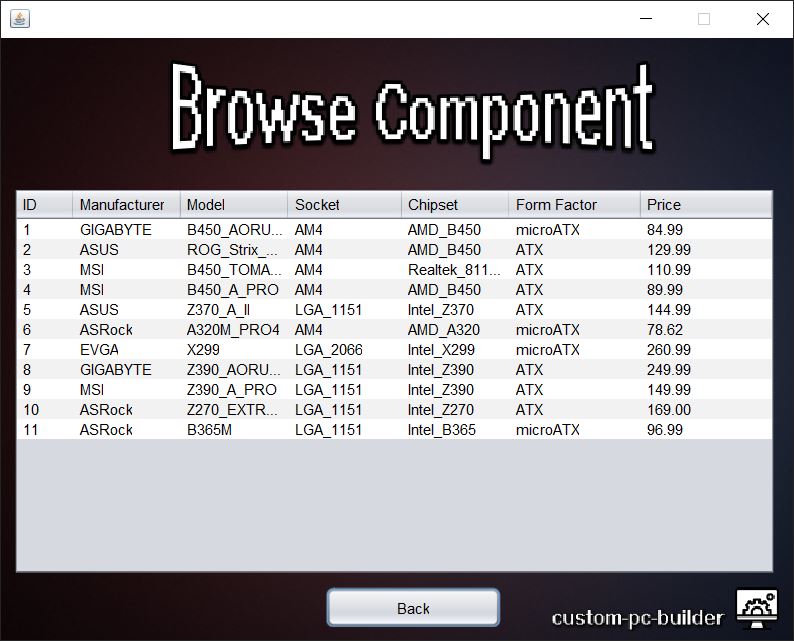 Browse Component
ID Manufacturer Model Socket Chipset Form Factor Price
1 GIGABYTE B450_AORU... AM4 AMD_B450 microATX 84.99
2 ASUS ROG_Strix_... AM4 AMD_B450 ATX 129.99
3 MSI B450_TOMA... AM4 Realtek_811... ATX 110.99
4 MSI B450_A_PRO AM4 AMD_B450 ATX 89.99
5 ASUS Z370_A_II LGA_1151 Intel_Z370 ATX 144.99
6 ASRock A320M_PRO4 AM4 AMD_A320 microATX 78.62
7 EVGA X299 LGA_2066 Intel_X299 microATX 260.99
8 GIGABYTE Z390_AORU... LGA_1151 Intel_Z390 ATX 249.99
9 MSI Z390_A_PRO LGA_1151 Intel_Z390 ATX 149.99
10 ASRock Z270_EXTR... LGA_1151 Intel_Z270 ATX 169.00
11 ASRock B365M LGA_1151 Intel_B365 microATX 96.99
Back
custom-pc-builder